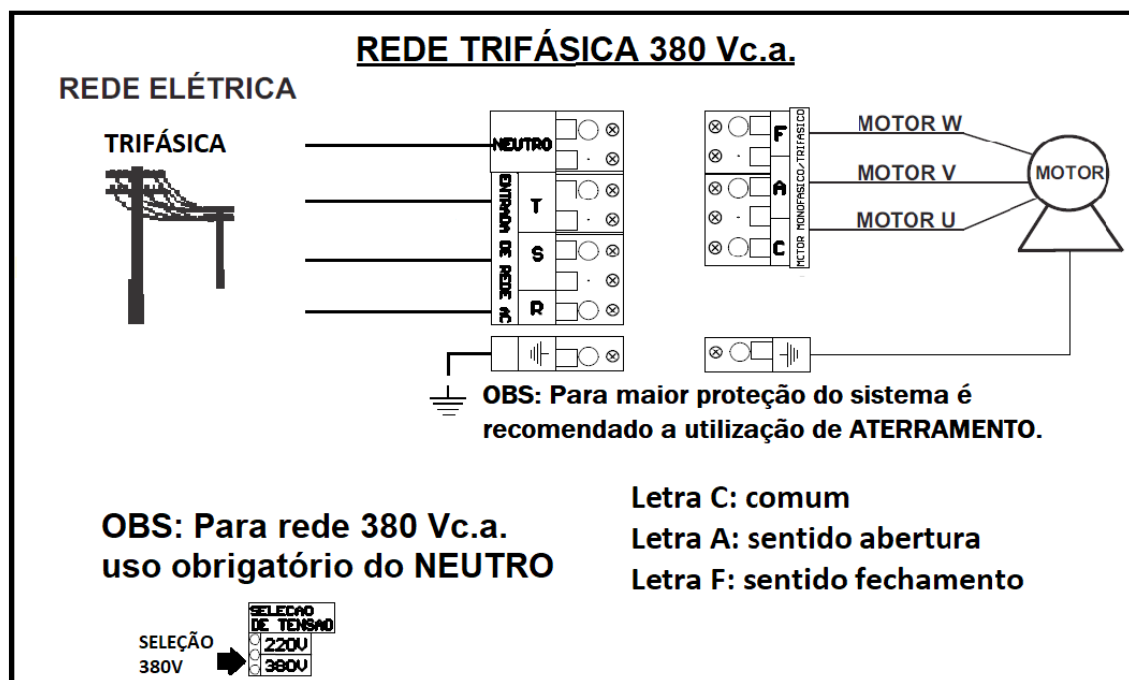 REDE TRIFÁSICA 380 Vc.a.
REDE ELÉTRICA
TRIFÁSICA
NEUTRO
ENTRADA DE REDE AC
T
S
R
F
A
C
MOTOR MONOFASICO/TRIFASICO
MOTOR W
MOTOR V
MOTOR U
MOTOR
OBS: Para maior proteção do sistema é
recomendado a utilização de ATERRAMENTO.
OBS: Para rede 380 Vc.a.
uso obrigatório do NEUTRO
Letra C: comum
Letra A: sentido abertura
Letra F: sentido fechamento
SELEÇÃO
380V
SELECAO
DE TENSAO
220V
380V